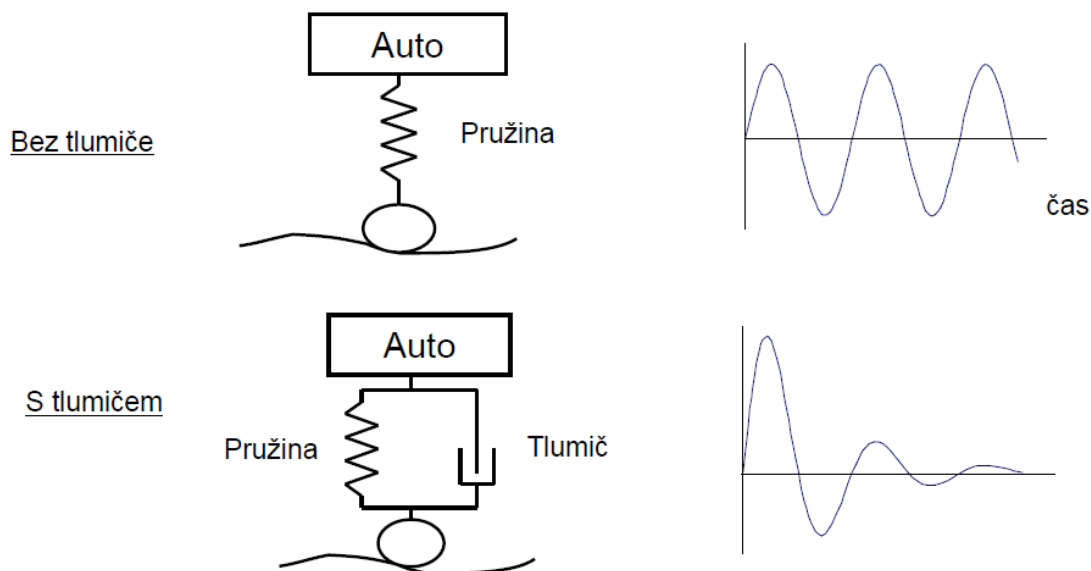 Auto
Bez tlumiče
Pružina
čas
Auto
S tlumičem
Pružina
Tlumič